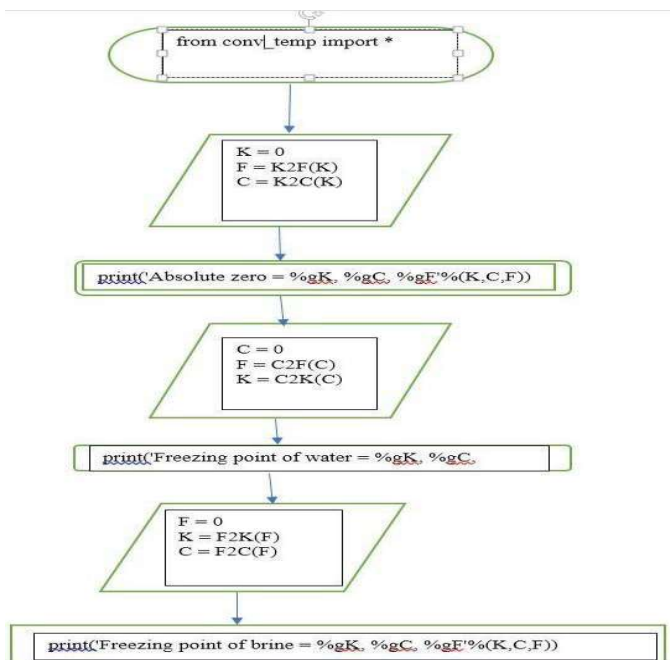 from conv_temp import *
K = 0
F = K2F(K)
C = K2C(K)
print('Absolute zero = %gK, %gC, %gF'%(K,C,F))
C = 0
F = C2F(C)
K = C2K(C)
print('Freezing point of water = %gK, %gC,
F = 0
K = F2K(F)
C = F2C(F)
print('Freezing point of brine = %gK, %gC, %gF'%(K,C,F))